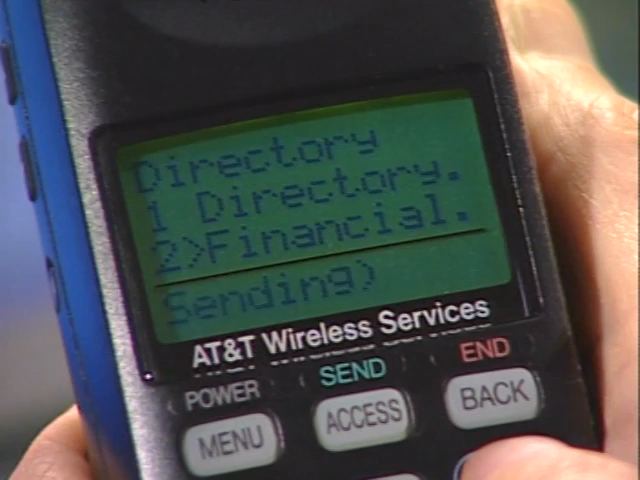 Directory
1 Directory.
2>Financial.
Sending)
AT&T Wireless Services
POWER SEND END
MENU ACCESS BACK